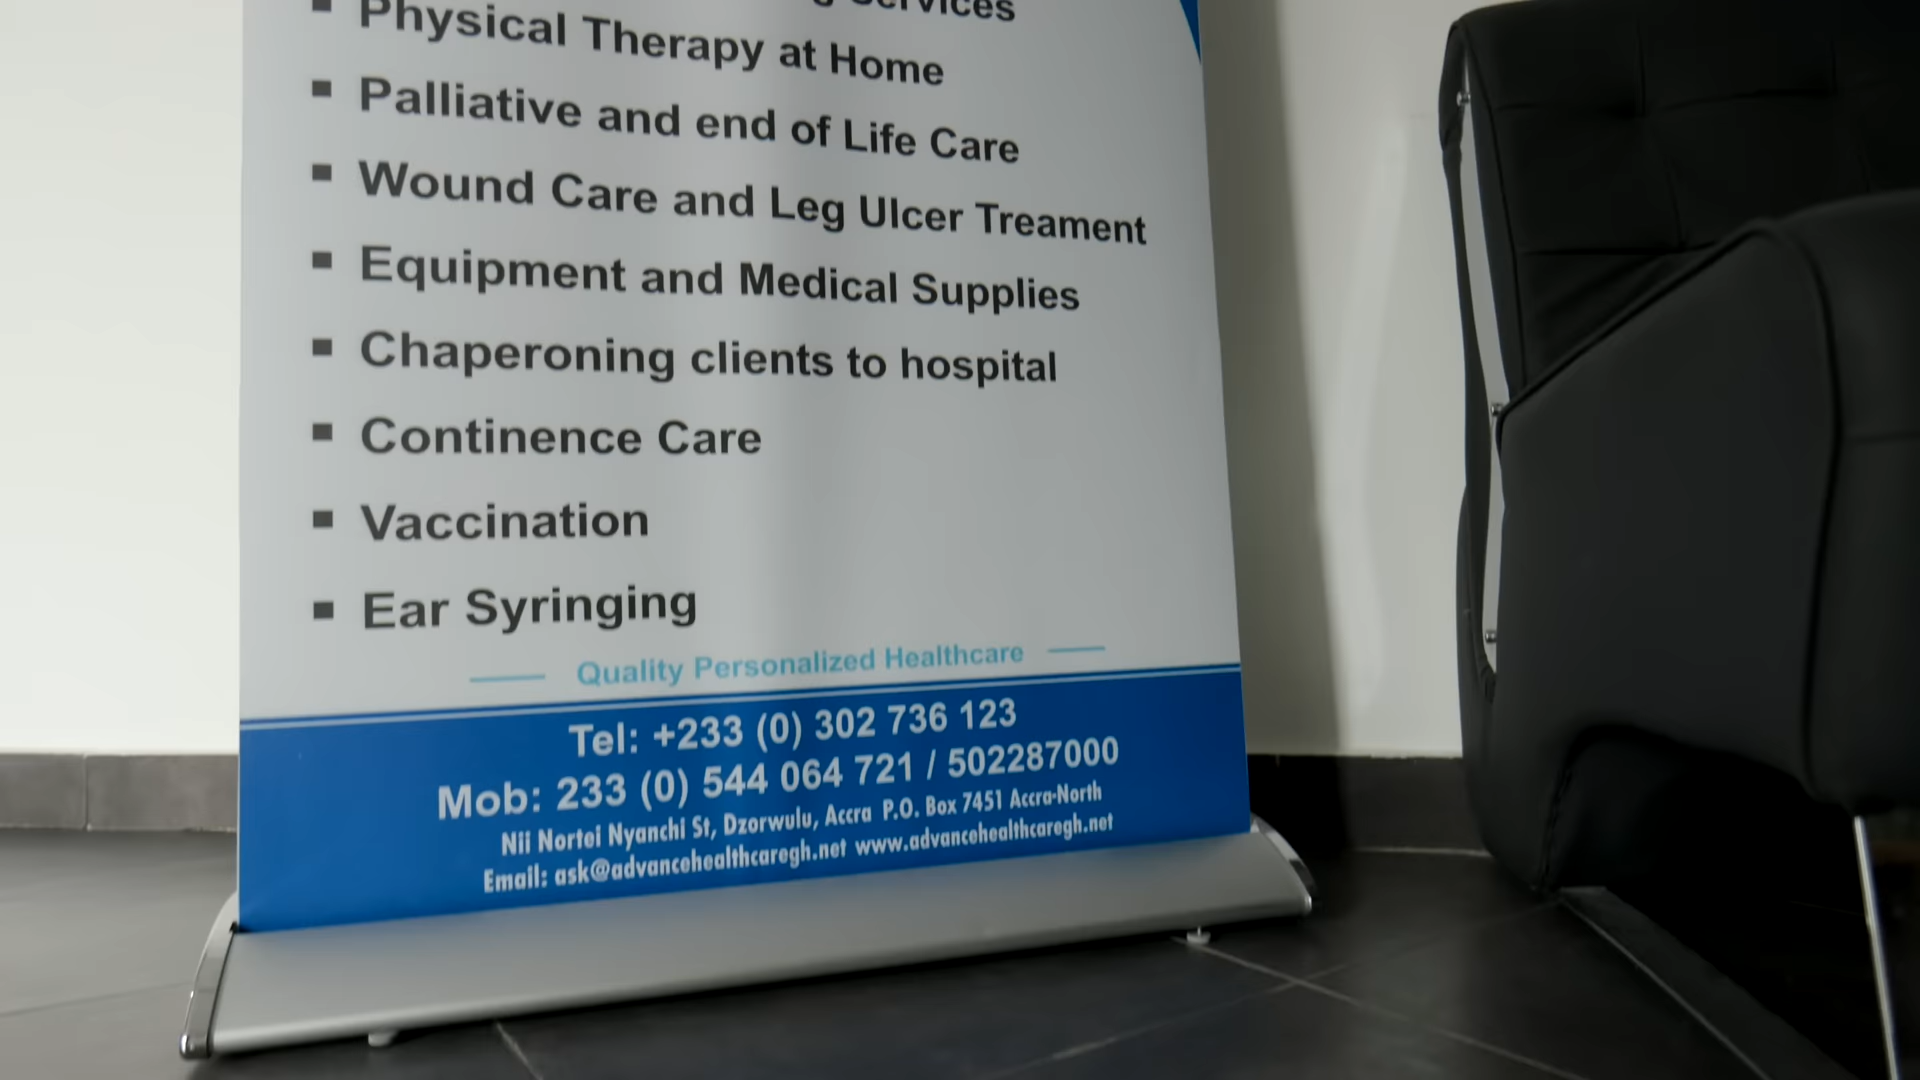 Services
▪ Physical Therapy at Home
▪ Palliative and end of Life Care
▪ Wound Care and Leg Ulcer Treament
▪ Equipment and Medical Supplies
▪ Chaperoning clients to hospital
▪ Continence Care
▪ Vaccination
▪ Ear Syringing
Quality Personalized Healthcare
Tel: +233 (0) 302 736 123
Mob: 233 (0) 544 064 721 / 502287000
Nii Nortei Nyanchi St, Dzorwulu, Accra P.O. Box 7451 Accra-North
Email: ask@advancehealthcaregh.net www.advancehealthcaregh.net